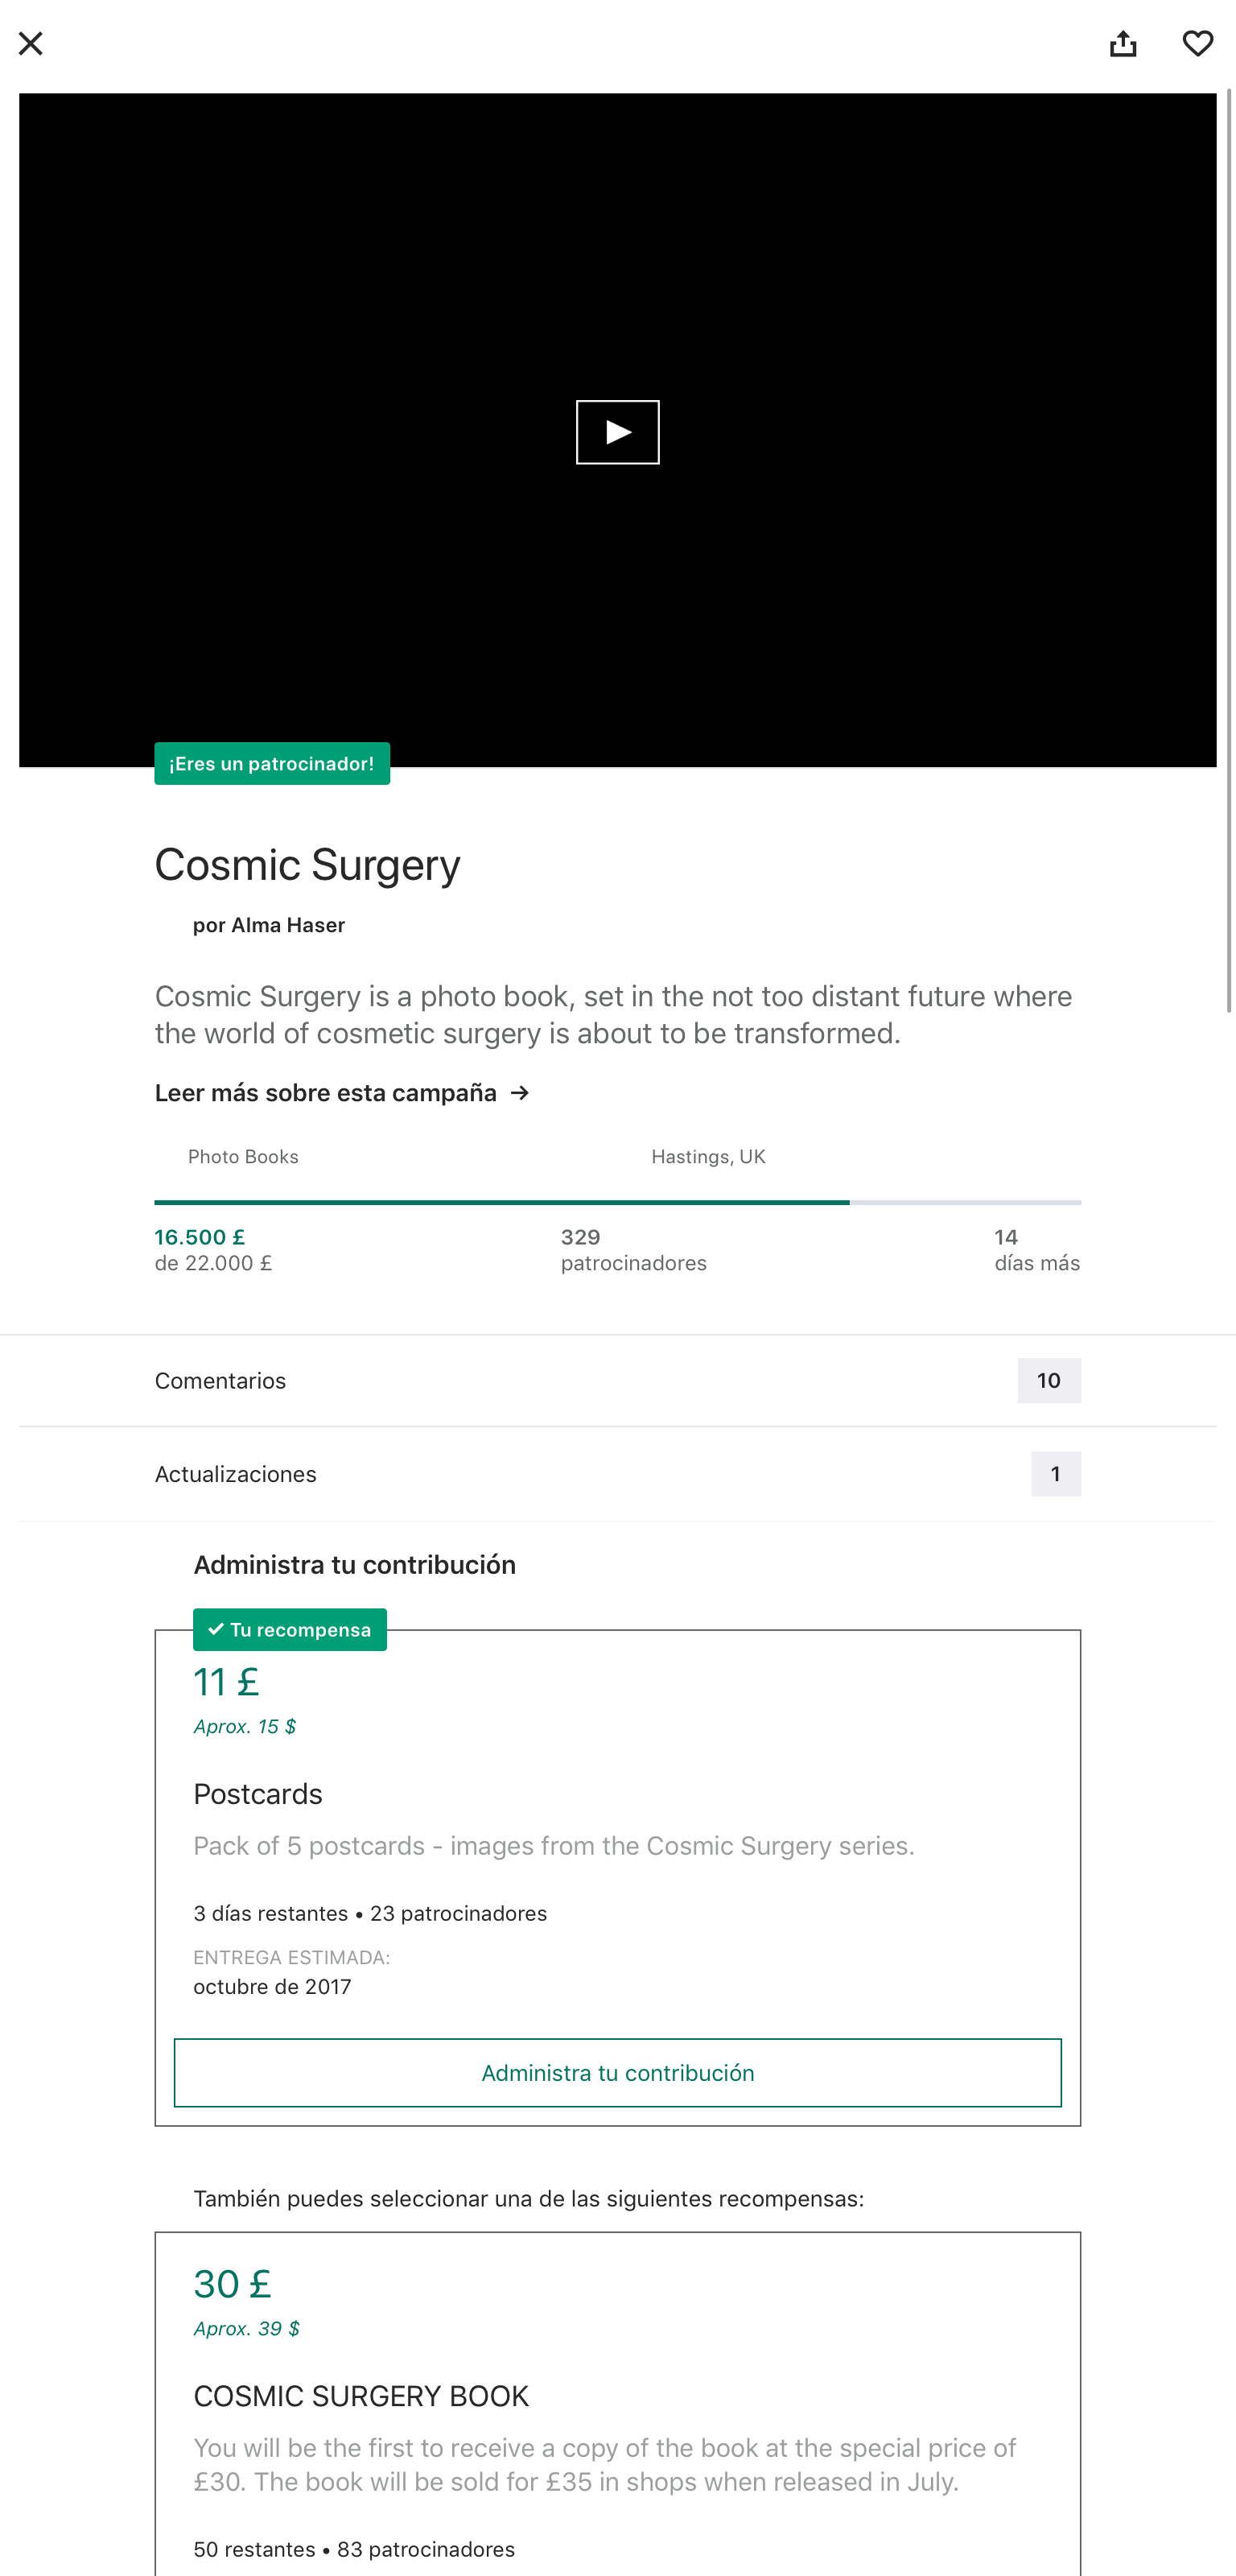 ¡Eres un patrocinador!
Cosmic Surgery
por Alma Haser
Cosmic Surgery is a photo book, set in the not too distant future where
the world of cosmetic surgery is about to be transformed.
Leer más sobre esta campaña →
Photo Books
Hastings, UK
16.500 £
de 22.000 £
329
patrocinadores
14
días más
Comentarios
10
Actualizaciones
1
Administra tu contribución
✓ Tu recompensa
11 £
Aprox. 15 $
Postcards
Pack of 5 postcards - images from the Cosmic Surgery series.
3 días restantes • 23 patrocinadores
ENTREGA ESTIMADA:
octubre de 2017
Administra tu contribución
También puedes seleccionar una de las siguientes recompensas:
30 £
Aprox. 39 $
COSMIC SURGERY BOOK
You will be the first to receive a copy of the book at the special price of
£30. The book will be sold for £35 in shops when released in July.
50 restantes • 83 patrocinadores